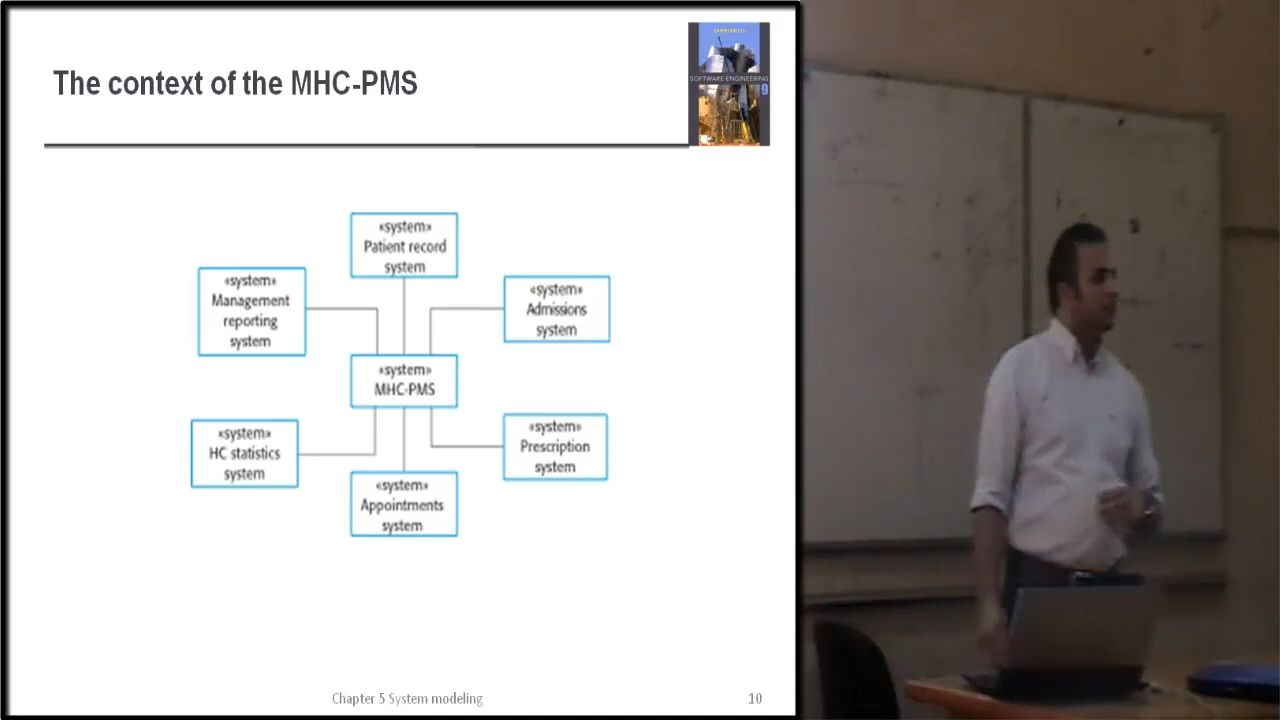 The context of the MHC-PMS
SOFTWARE ENGINEERING
9
«system»
Patient record
system
«system»
Management
reporting
system
«system»
Admissions
system
«system»
MHC-PMS
«system»
HC statistics
system
«system»
Prescription
system
«system»
Appointments
system
Chapter 5 System modeling
10